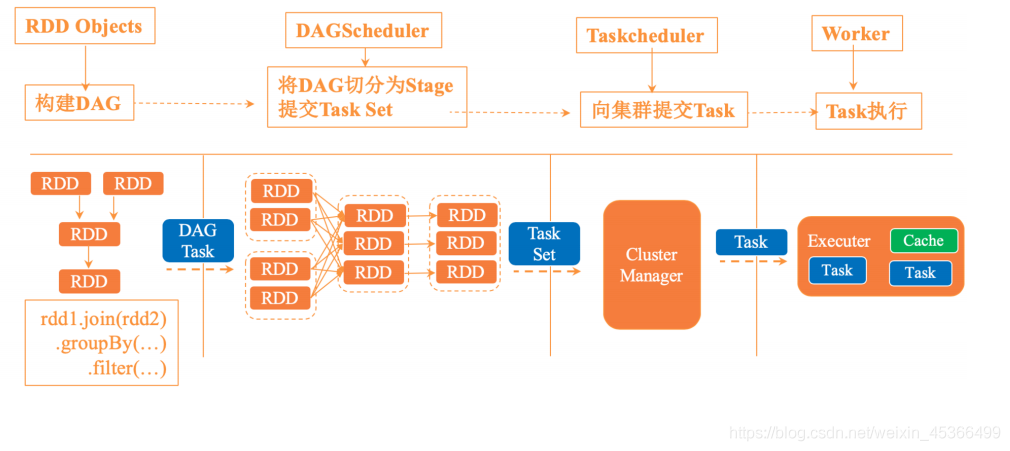 RDD Objects
DAGScheduler
Taskcheduler
Worker
构建DAG
将DAG切分为Stage
提交Task Set
向集群提交Task
Task执行
RDD
RDD
RDD
RDD
rdd1.join(rdd2)
.groupBy(…)
.filter(…)
DAG
Task
RDD
RDD
RDD
RDD
RDD
RDD
RDD
RDD
RDD
RDD
Task
Set
Cluster
Manager
Task
Executer
Cache
Task
Task
https://blog.csdn.net/weixin_45366499